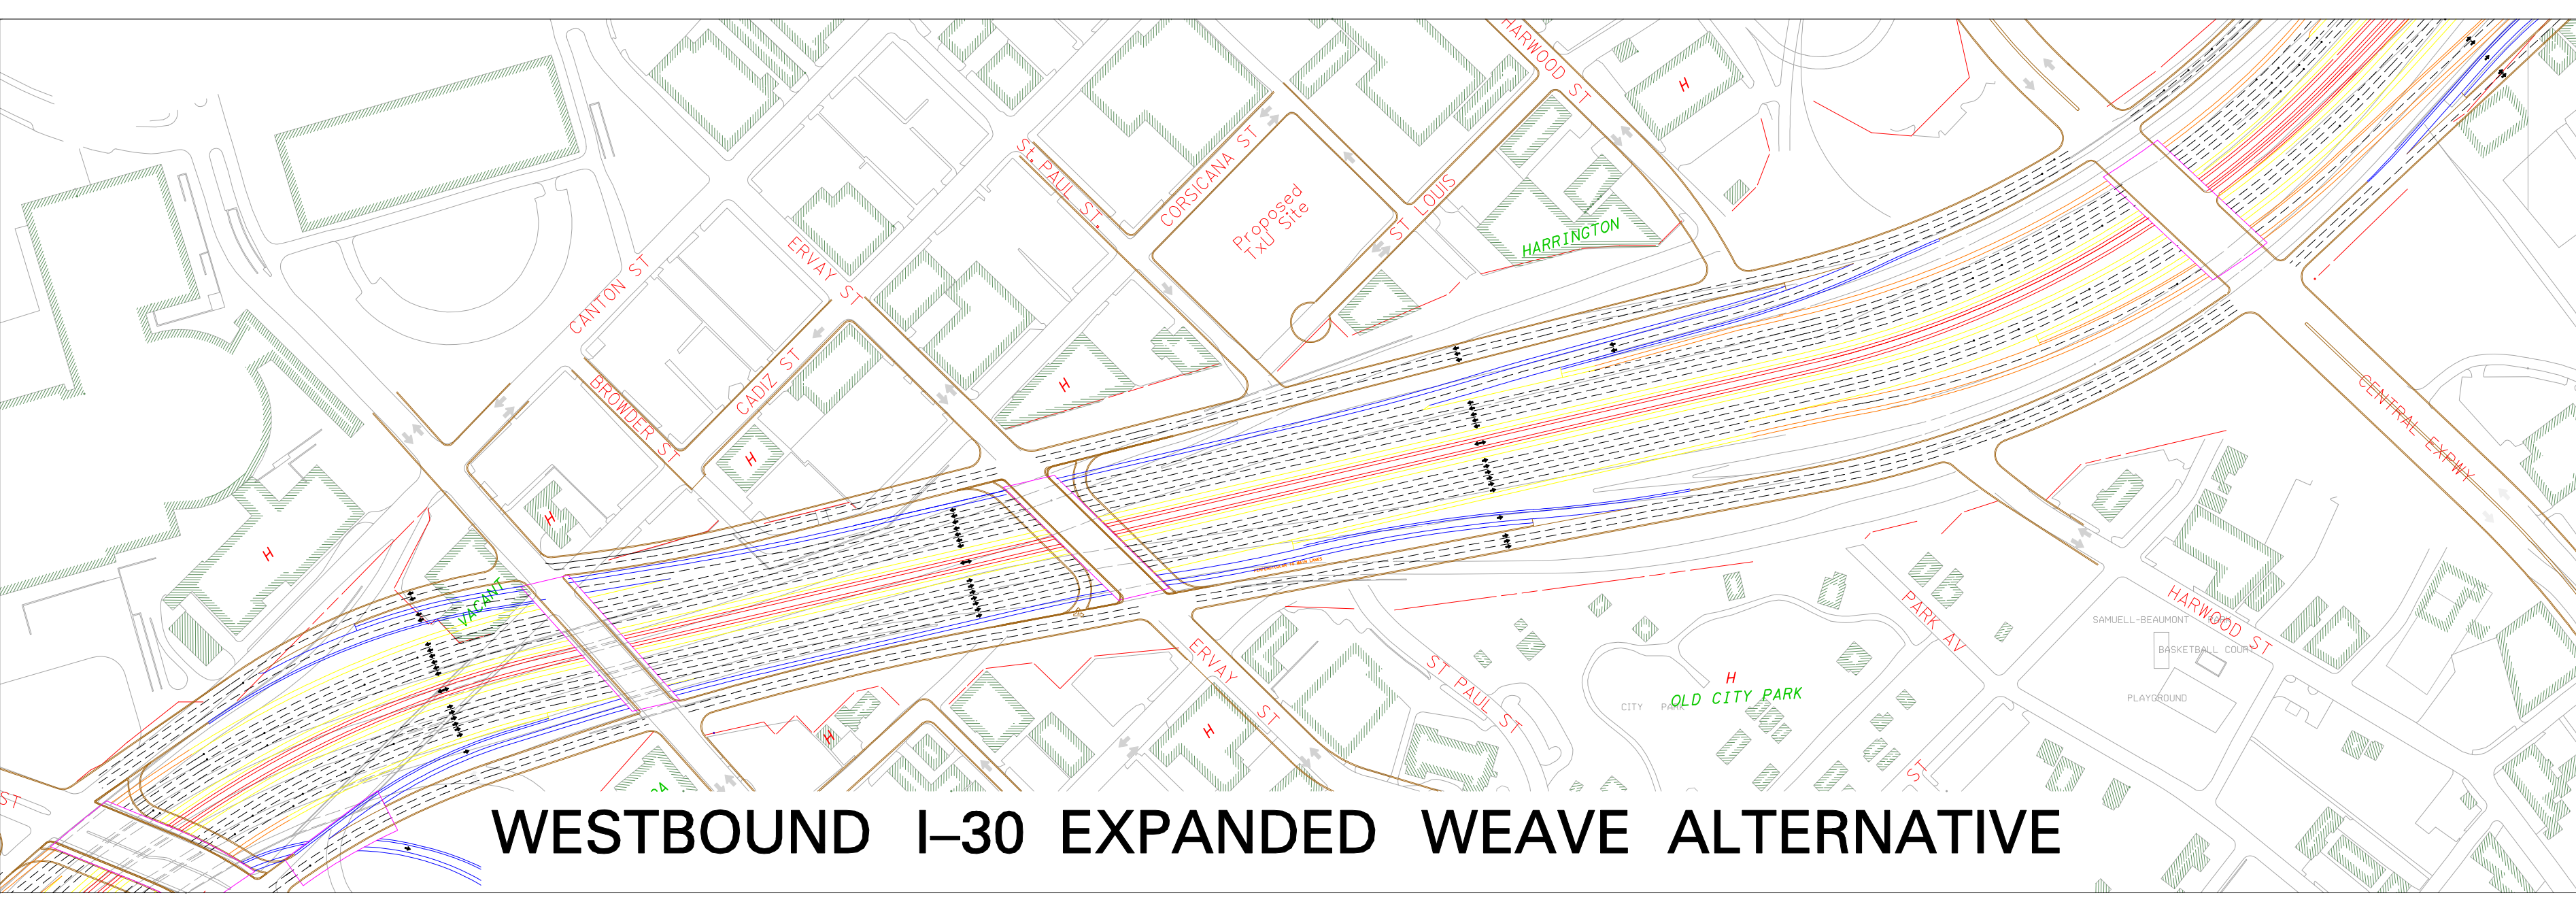 HARWOOD ST
H
St. PAUL ST.
CORSICANA ST
Proposed
TxU Site
ST LOUIS
HARRINGTON
ERVAY ST
CANTON ST
CADIZ ST
BROWDER ST
H
H
H
H
VACANT
CENTRAL EXPWY
PARK AV
HARWOOD ST
SAMUELL-BEAUMONT
BASKETBALL COURT
PLAYGROUND
ERVAY ST
ST PAUL ST
H
OLD CITY PARK
CITY PARK
H
H
ST
ST
WESTBOUND I-30 EXPANDED WEAVE ALTERNATIVE